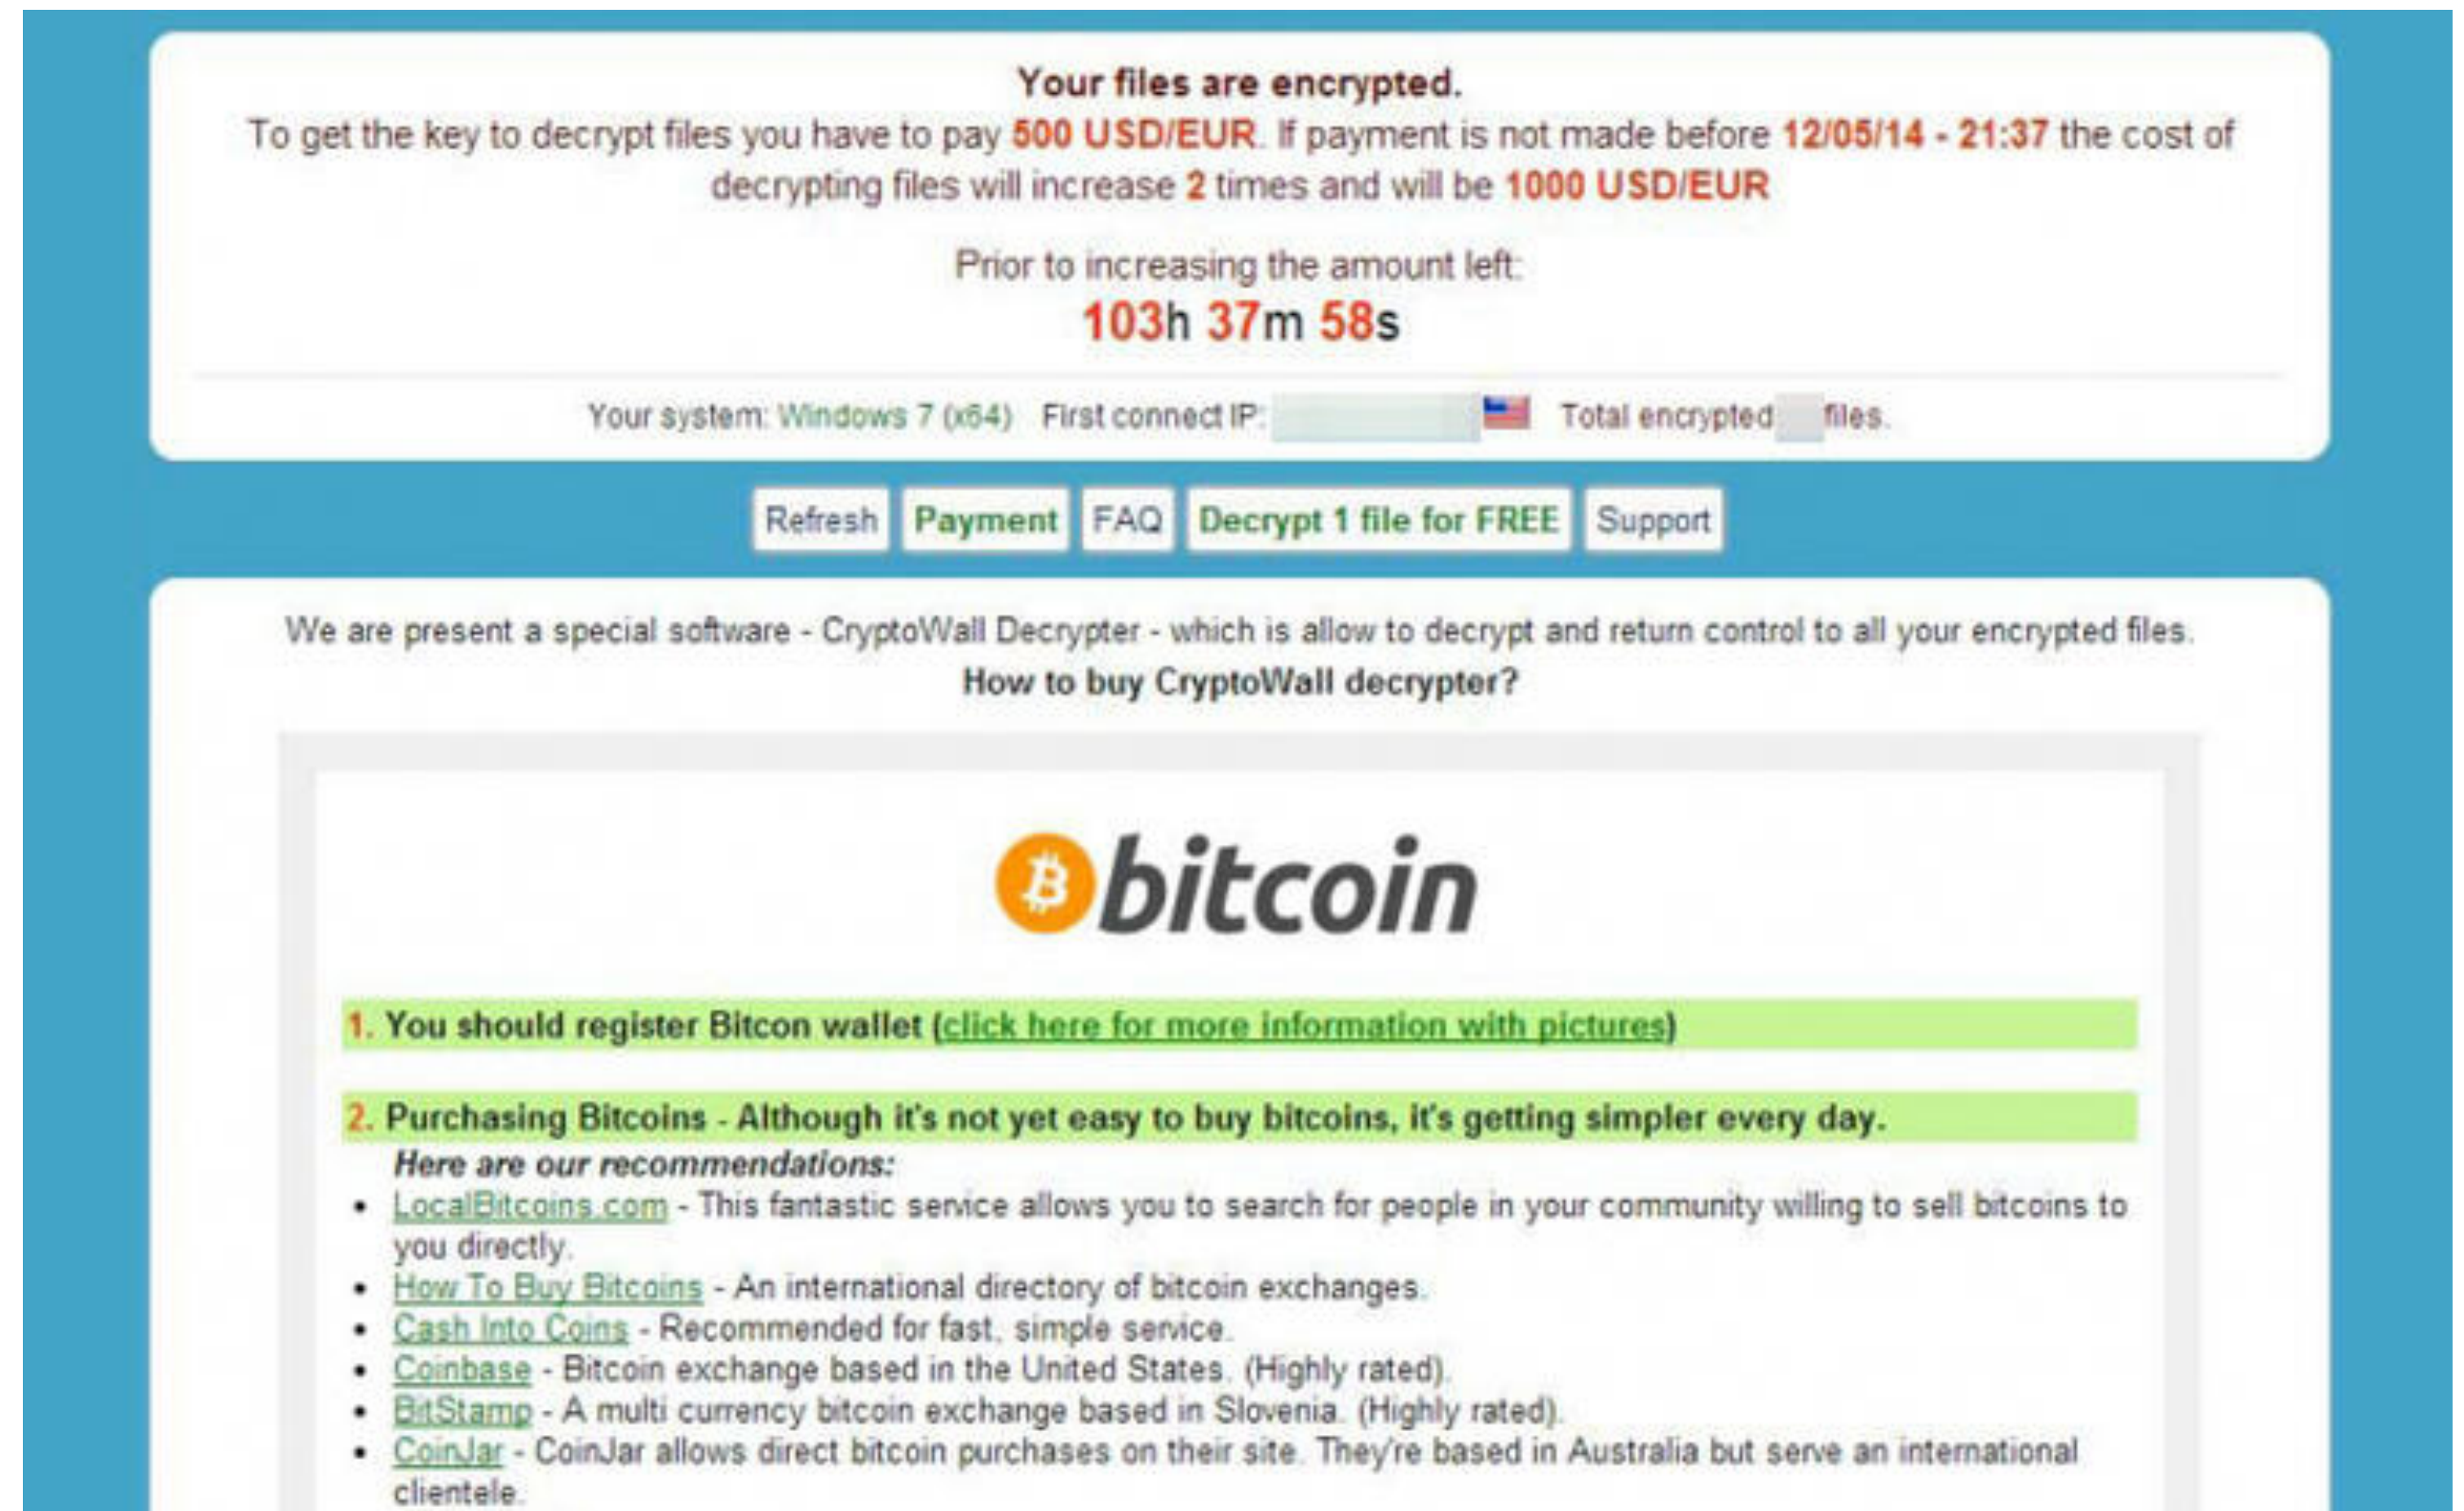 Your files are encrypted.
To get the key to decrypt files you have to pay 500 USD/EUR. If payment is not made before 12/05/14 - 21:37 the cost of
decrypting files will increase 2 times and will be 1000 USD/EUR
Prior to increasing the amount left:
103h 37m 58s
Your system: Windows 7 (x64) First connect IP: Total encrypted files.
Refresh Payment FAQ Decrypt 1 file for FREE Support
We are present a special software - CryptoWall Decrypter - which is allow to decrypt and return control to all your encrypted files.
How to buy CryptoWall decrypter?
bitcoin
1. You should register Bitcon wallet (click here for more information with pictures)
2. Purchasing Bitcoins - Although it's not yet easy to buy bitcoins, it's getting simpler every day.
Here are our recommendations:
• LocalBitcoins.com - This fantastic service allows you to search for people in your community willing to sell bitcoins to
you directly.
• How To Buy Bitcoins - An international directory of bitcoin exchanges.
• Cash Into Coins - Recommended for fast, simple service.
• Coinbase - Bitcoin exchange based in the United States. (Highly rated).
• BitStamp - A multi currency bitcoin exchange based in Slovenia. (Highly rated).
• CoinJar - CoinJar allows direct bitcoin purchases on their site. They're based in Australia but serve an international
clientele.